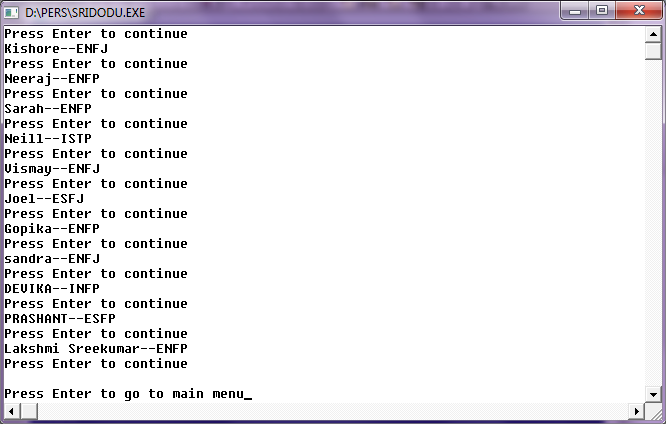 D:\PERS\SRIDODU.EXE
Press Enter to continue
Kishore--ENFJ
Press Enter to continue
Neeraj--ENFP
Press Enter to continue
Sarah--ENFP
Press Enter to continue
Neill--ISTP
Press Enter to continue
Vismay--ENFJ
Press Enter to continue
Joel--ESFJ
Press Enter to continue
Gopika--ENFP
Press Enter to continue
sandra--ENFJ
Press Enter to continue
DEVIKA--INFP
Press Enter to continue
PRASHANT--ESFP
Press Enter to continue
Lakshmi Sreekumar--ENFP
Press Enter to continue
Press Enter to go to main menu_